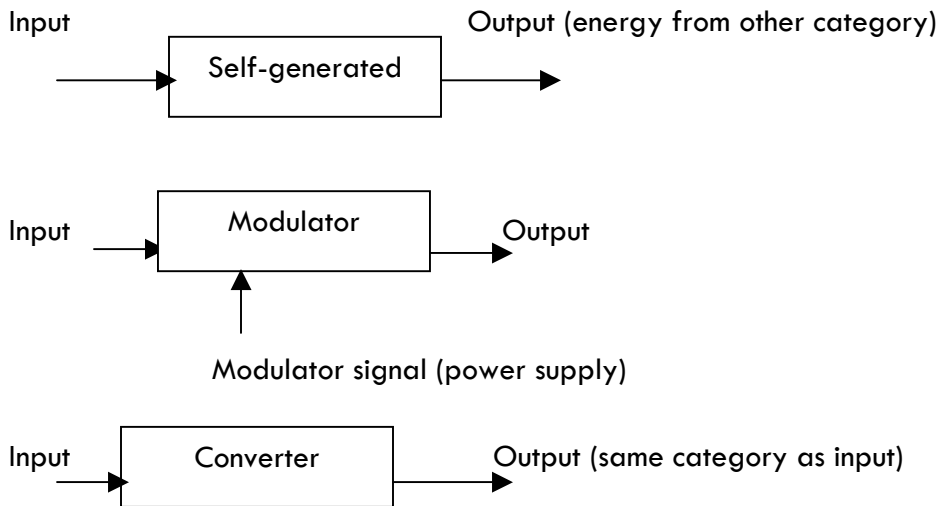 Input
Output (energy from other category)
Self-generated
Input
Modulator
Output
Modulator signal (power supply)
Input
Converter
Output (same category as input)